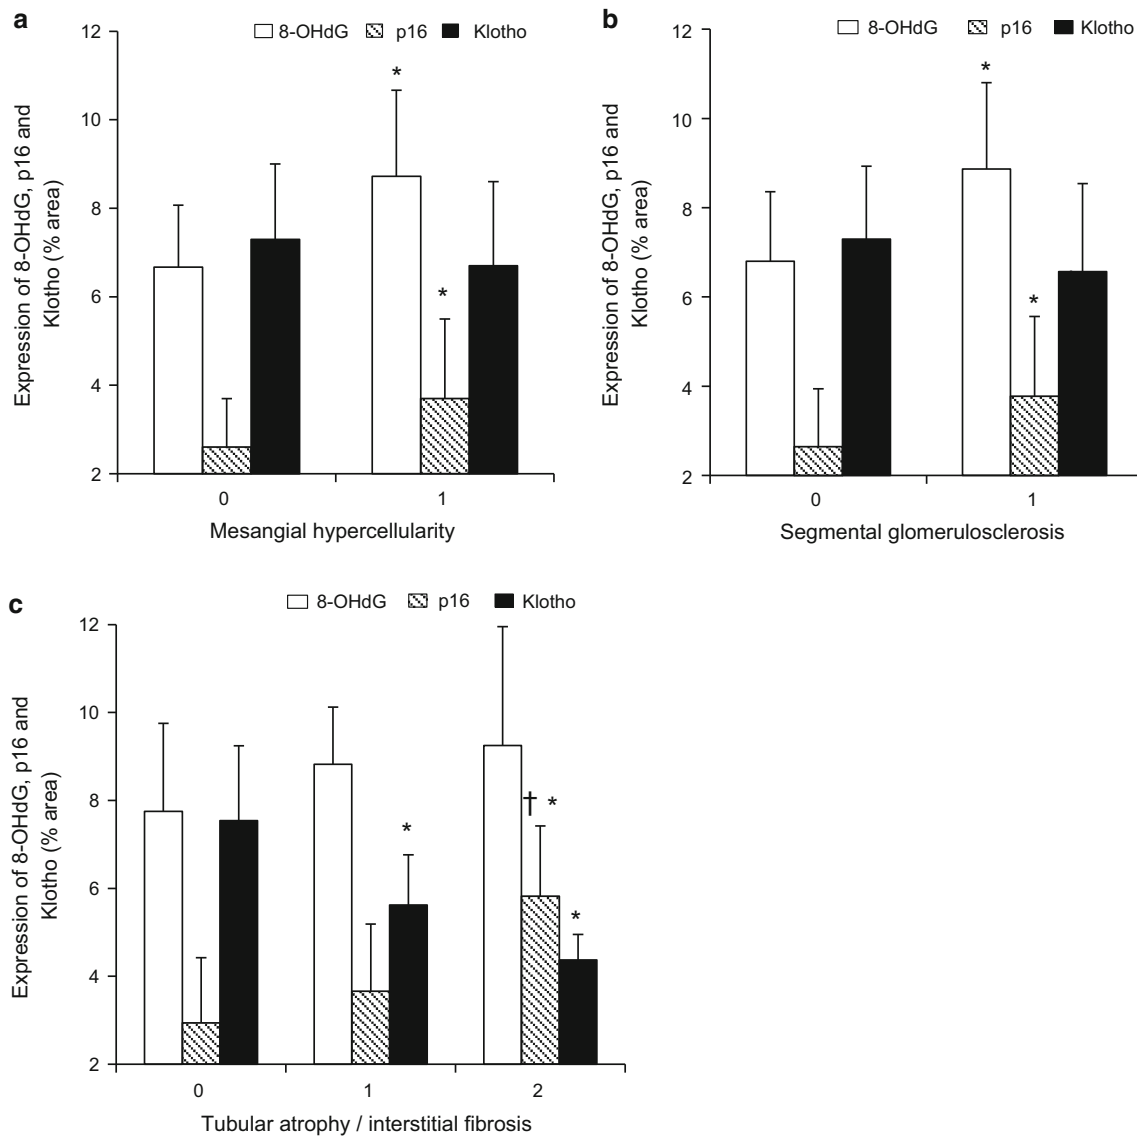 a
8-OHdG p16 Klotho
12
10
8
6
4
2
Expression of 8-OHdG, p16 and
Klotho (% area)
*
*
0 1
Mesangial hypercellularity
b
8-OHdG p16 Klotho
12
10
8
6
4
2
Expression of 8-OHdG, p16 and
Klotho (% area)
*
*
0 1
Segmental glomerulosclerosis
c
8-OHdG p16 Klotho
12
10
8
6
4
2
Expression of 8-OHdG, p16 and
Klotho (% area)
*
† *
*
0 1 2
Tubular atrophy / interstitial fibrosis